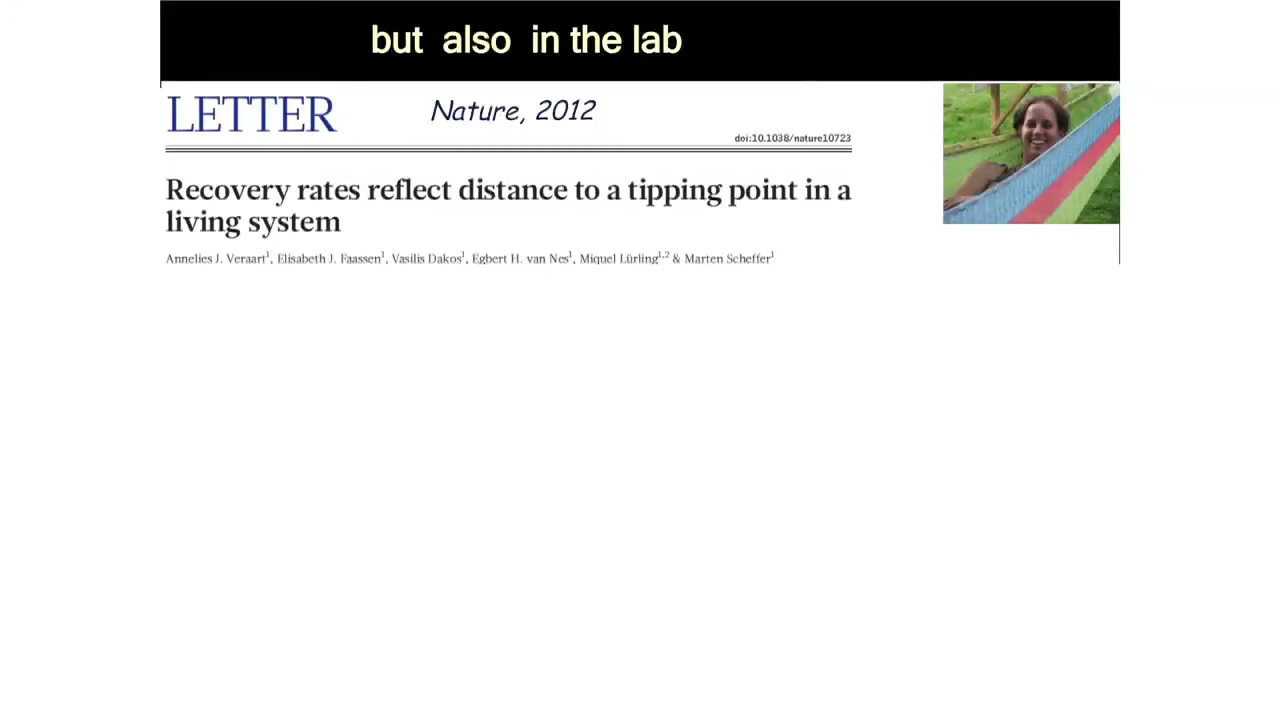 but also in the lab
LETTER
Nature, 2012
doi:10.1038/nature10723
Recovery rates reflect distance to a tipping point in a
living system
Annelies J. Veraart1, Elisabeth J. Faassen1, Vasilis Dakos1, Egbert H. van Nes1, Miquel Lürling1,2 & Marten Scheffer1